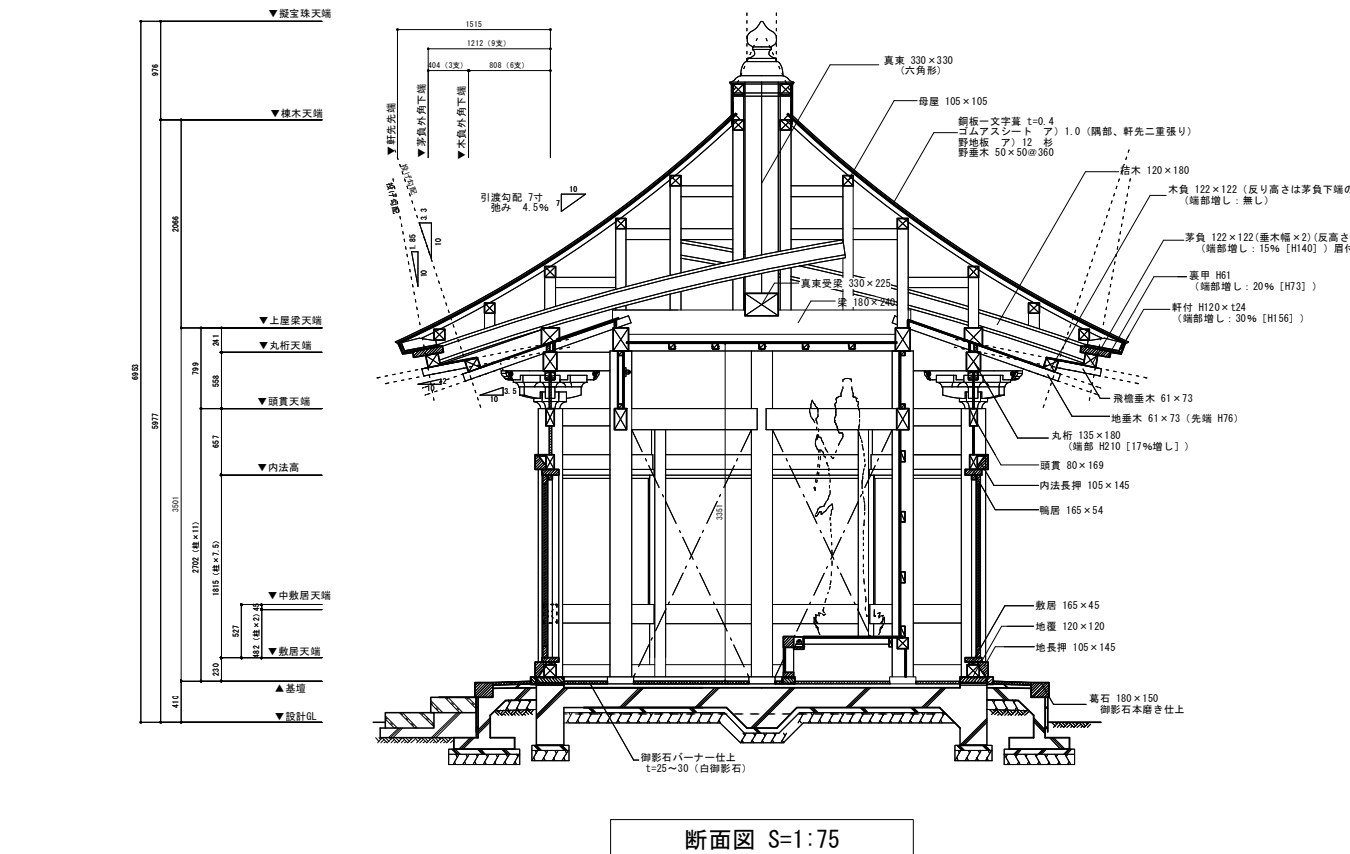 ▼擬宝珠天端
▼棟木天端
▼上屋梁天端
▼丸桁天端
▼頭貫天端
▼内法高
▼中敷居天端
▼敷居天端
▲基壇
▼設計GL
6953
976
5977
2066
3501
410
799
2702 (柱×11)
241
558
657
1815 (柱×7.5)
230
527
482 (柱×2)
45
1515
1212 (9支)
404 (3支)
808 (6支)
▼軒先先端
▼茅負外角下端
▼木負外角下端
3.3
10
1.85
10
引渡勾配 7寸
弛み 4.5%
10
7
10
3.5
10
3351
真束 330×330
(六角形)
母屋 105×105
銅板一文字葺 t=0.4
ゴムアスシート ア) 1.0 (隅部、軒先二重張り)
野地板 ア) 12 杉
野垂木 50×50@360
桔木 120×180
木負 122×122 (反り高さは茅負下端の
(端部増し：無し)
茅負 122×122(垂木幅×2)(反高さ
(端部増し：15% [H140] ) 眉付
裏甲 H61
(端部増し：20% [H73] )
軒付 H120×t24
(端部増し：30% [H156] )
真束受梁 330×225
梁 180×240
飛檐垂木 61×73
地垂木 61×73 (先端 H76)
丸桁 135×180
(端部 H210 [17%増し] )
頭貫 80×169
内法長押 105×145
鴨居 165×54
敷居 165×45
地覆 120×120
地長押 105×145
葛石 180×150
御影石本磨き仕上
御影石バーナー仕上
t=25～30 (白御影石)
断面図 S=1:75